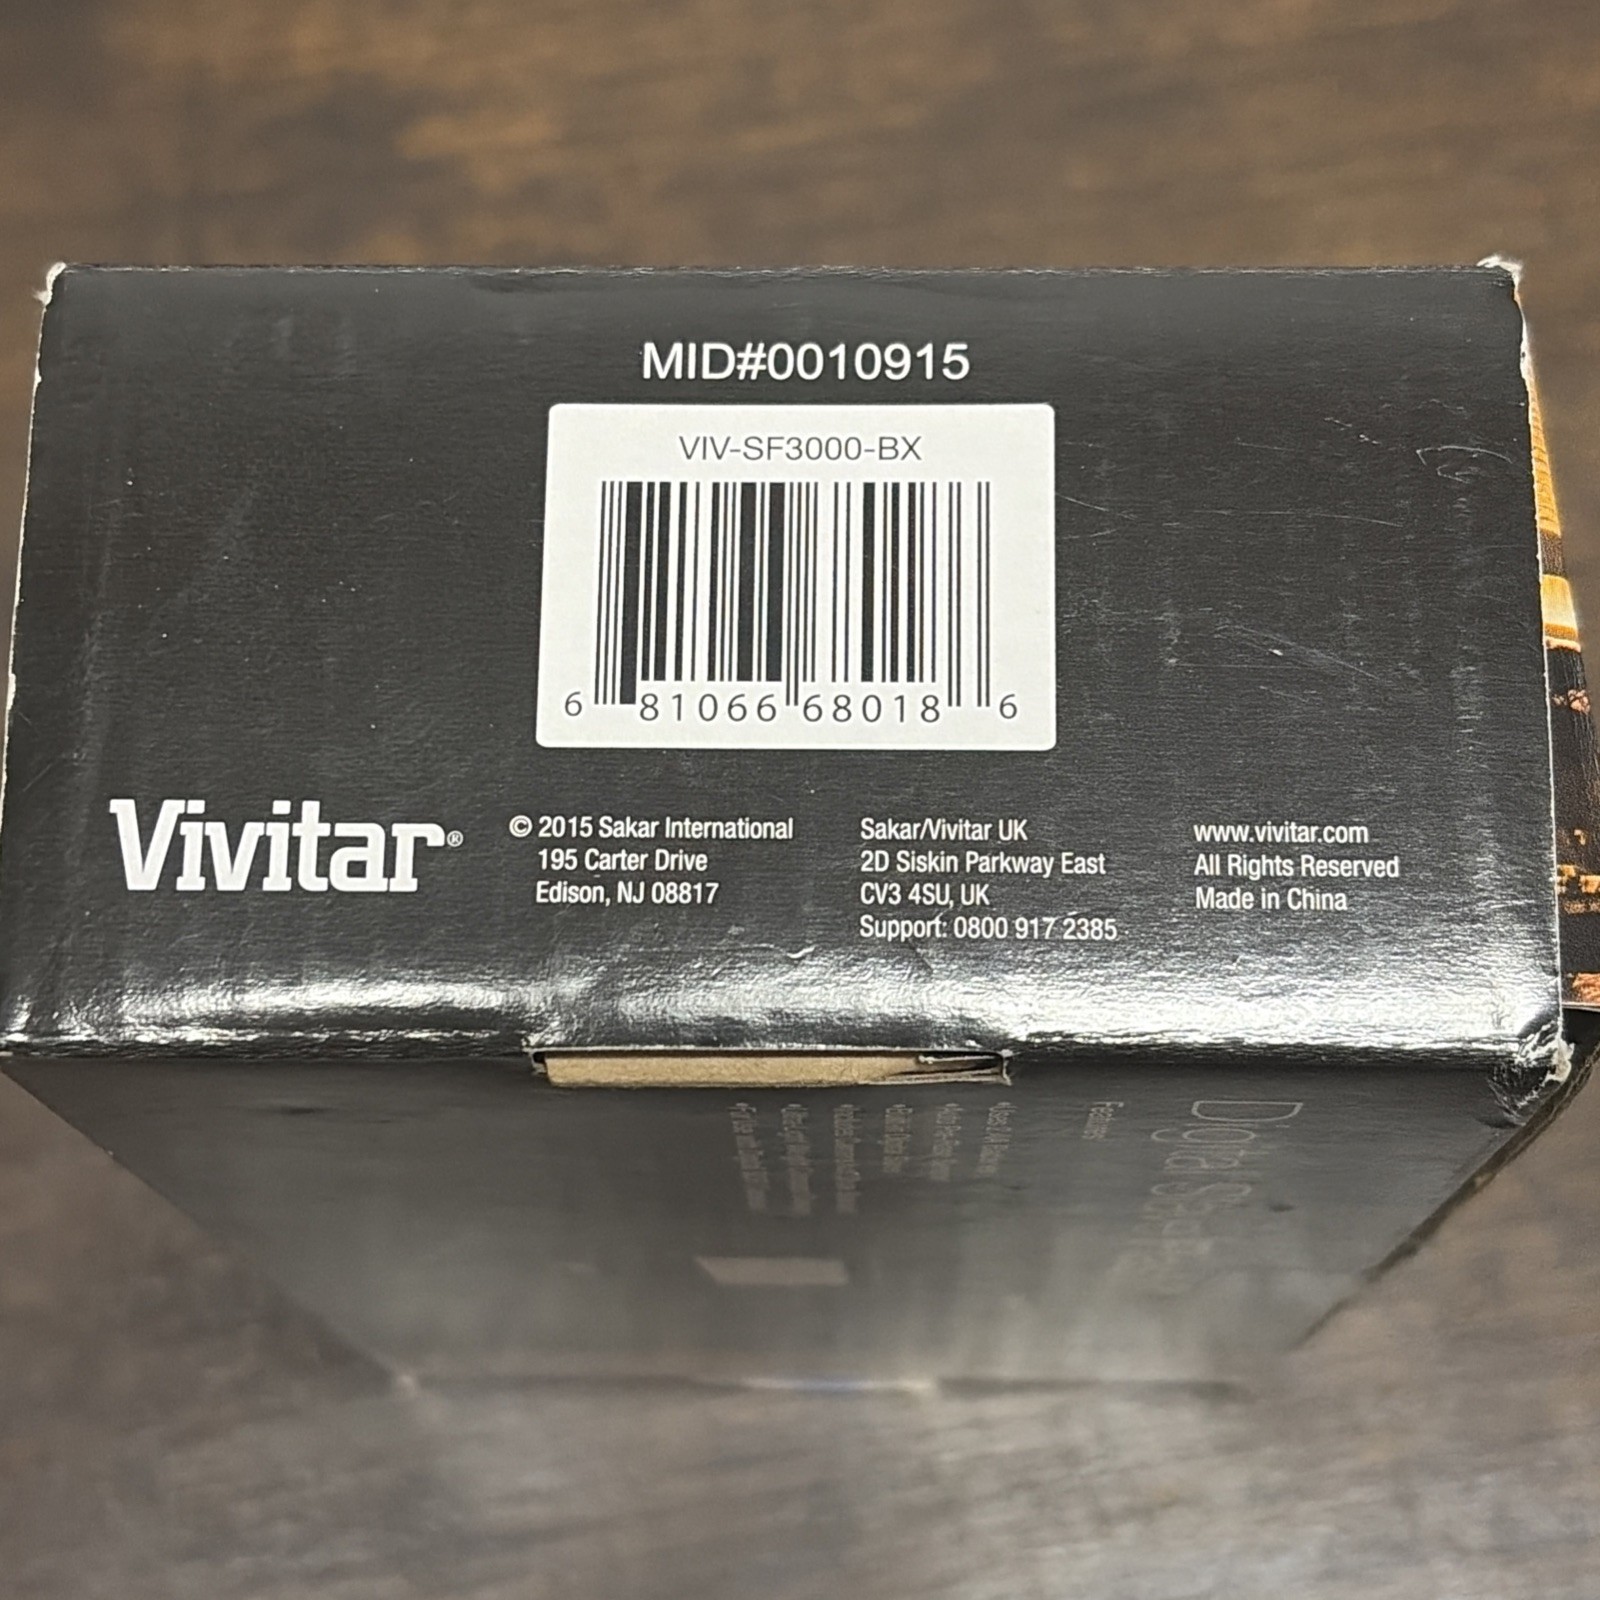 MID#0010915
VIV-SF3000-BX
6 81066 68018 6
Vivitar®
© 2015 Sakar International
195 Carter Drive
Edison, NJ 08817
Sakar/Vivitar UK
2D Siskin Parkway East
CV3 4SU, UK
Support: 0800 917 2385
www.vivitar.com
All Rights Reserved
Made in China
Features